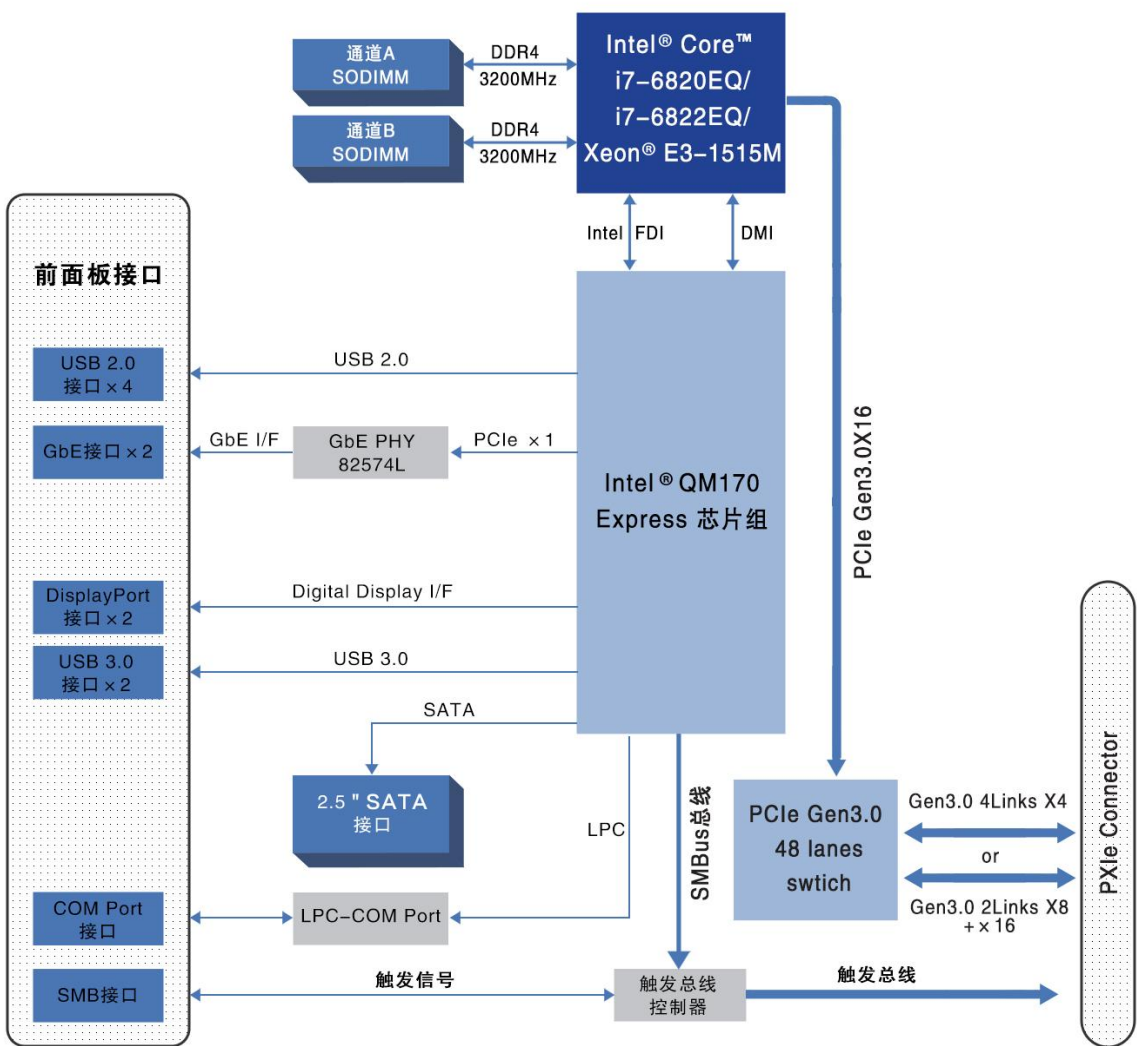 通道A
SODIMM
DDR4
3200MHz
通道B
SODIMM
DDR4
3200MHz
Intel® Core™
i7-6820EQ/
i7-6822EQ/
Xeon® E3-1515M
Intel FDI
DMI
前面板接口
USB 2.0
接口×4
USB 2.0
GbE接口×2
GbE I/F
GbE PHY
82574L
PCIe ×1
Intel® QM170
Express 芯片组
PCIe Gen3.0X16
DisplayPort
接口×2
Digital Display I/F
USB 3.0
接口×2
USB 3.0
SATA
2.5 " SATA
接口
LPC
SMBus总线
PCIe Gen3.0
48 lanes
swtich
Gen3.0 4Links X4
or
Gen3.0 2Links X8
+×16
PXIe Connector
COM Port
接口
LPC-COM Port
SMB接口
触发信号
触发总线
控制器
触发总线